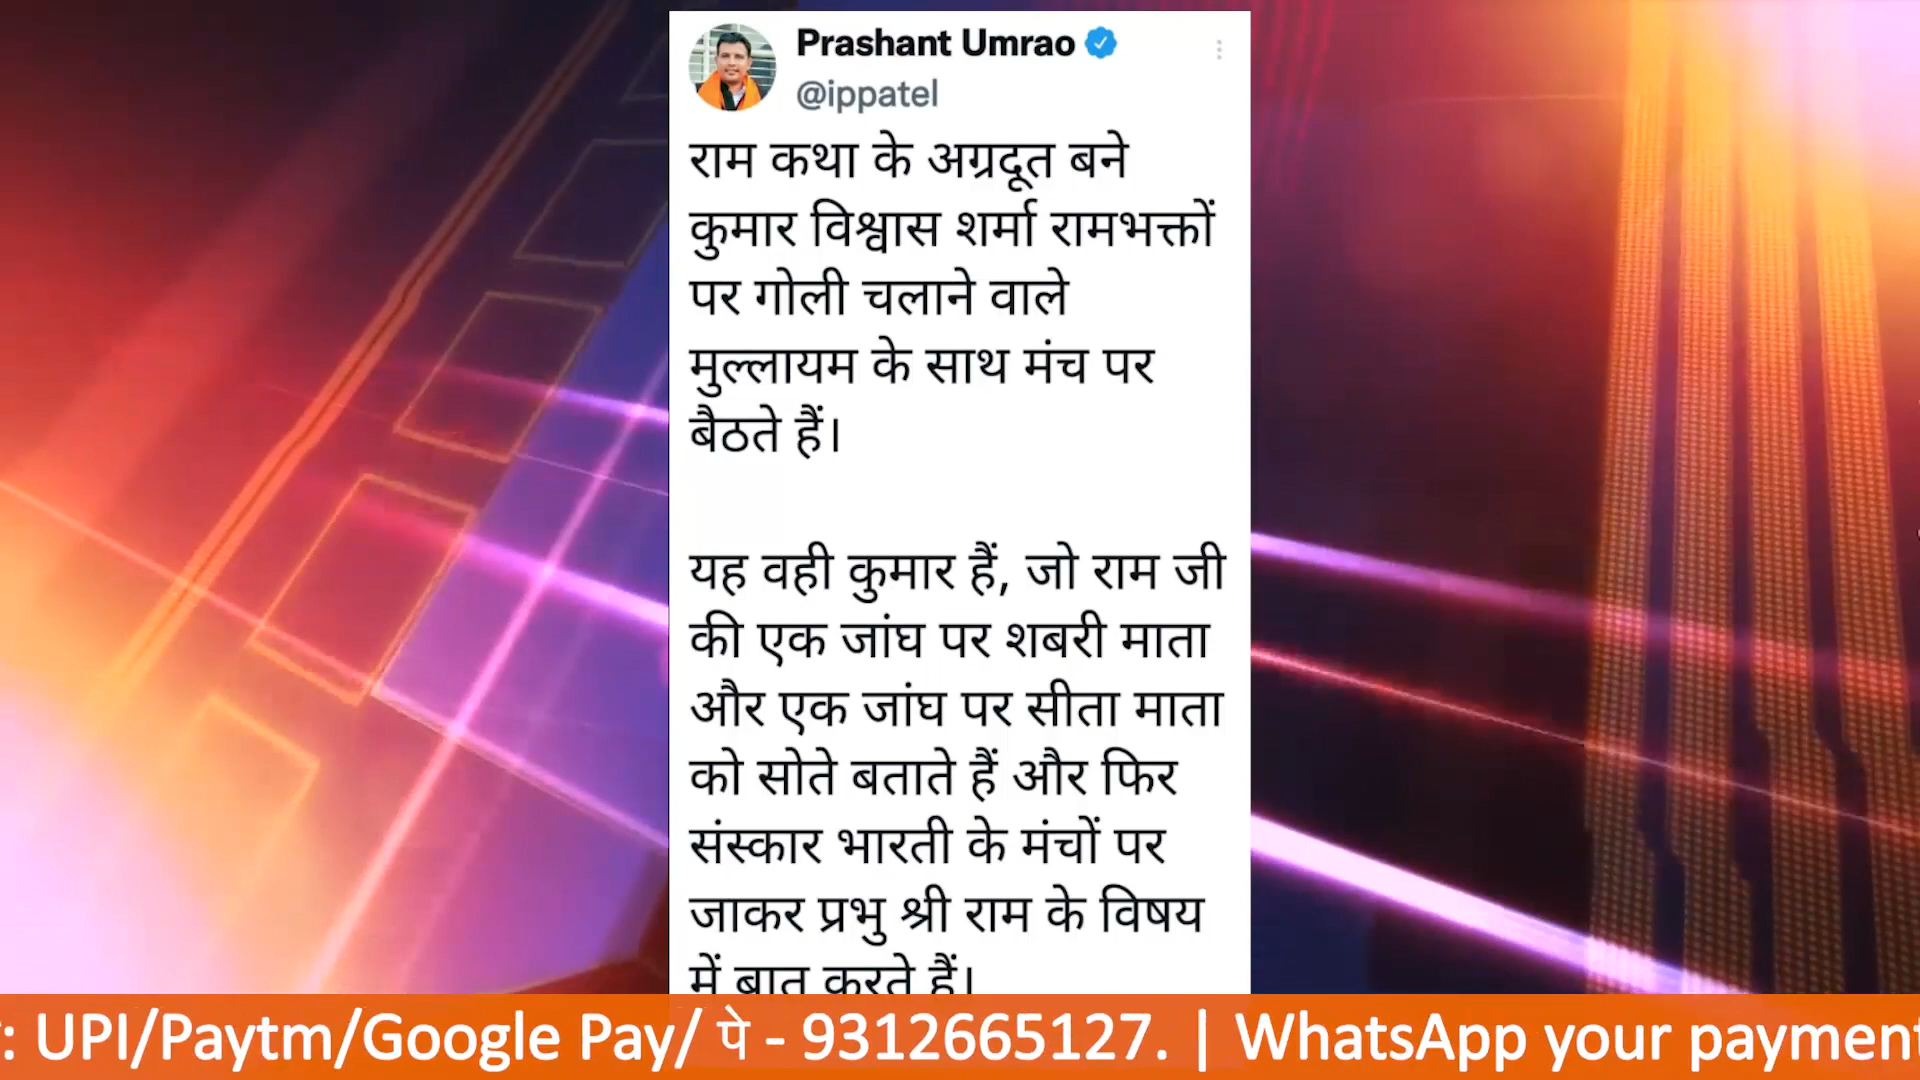 Prashant Umrao
@ippatel
राम कथा के अग्रदूत बने
कुमार विश्वास शर्मा रामभक्तों
पर गोली चलाने वाले
मुल्लायम के साथ मंच पर
बैठते हैं।
यह वही कुमार हैं, जो राम जी
की एक जांघ पर शबरी माता
और एक जांघ पर सीता माता
को सोते बताते हैं और फिर
संस्कार भारती के मंचों पर
जाकर प्रभु श्री राम के विषय
में बात करते हैं।
: UPI/Paytm/Google Pay/ पे - 9312665127. | WhatsApp your payment